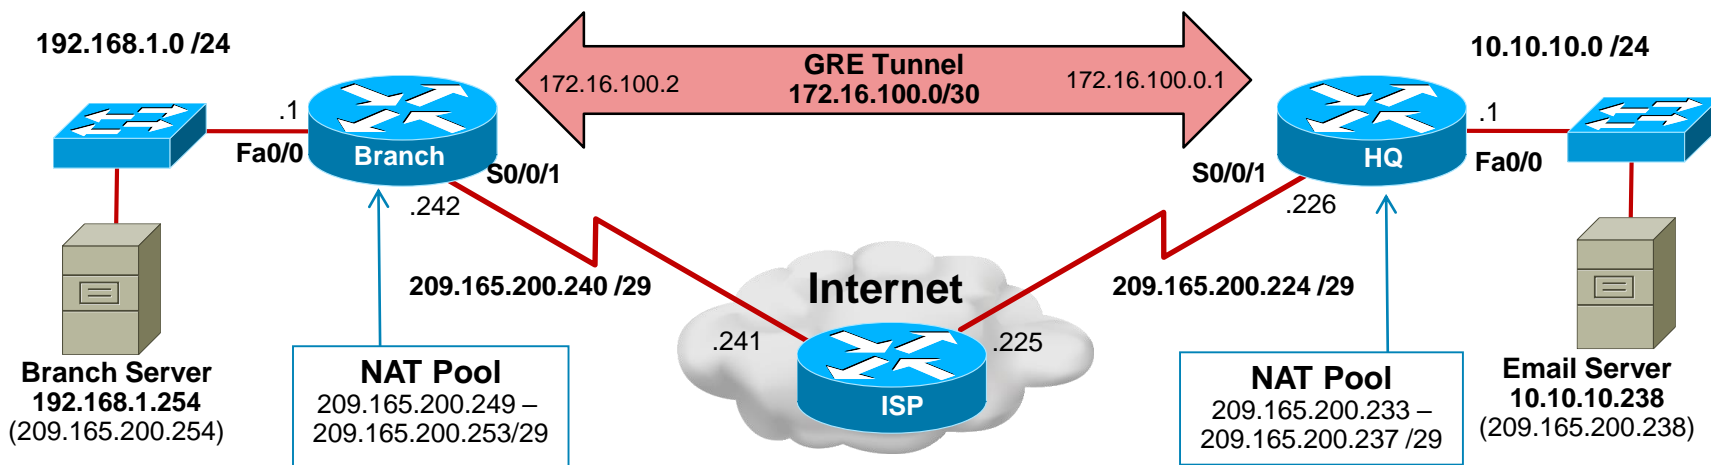 192.168.1.0 /24
10.10.10.0 /24
GRE Tunnel
172.16.100.0/30
172.16.100.2
172.16.100.0.1
.1
Fa0/0
Branch
S0/0/1
.242
HQ
S0/0/1
.226
.1
Fa0/0
209.165.200.240 /29
Internet
209.165.200.224 /29
.241
.225
ISP
Branch Server
192.168.1.254
(209.165.200.254)
NAT Pool
209.165.200.249 –
209.165.200.253/29
NAT Pool
209.165.200.233 –
209.165.200.237 /29
Email Server
10.10.10.238
(209.165.200.238)